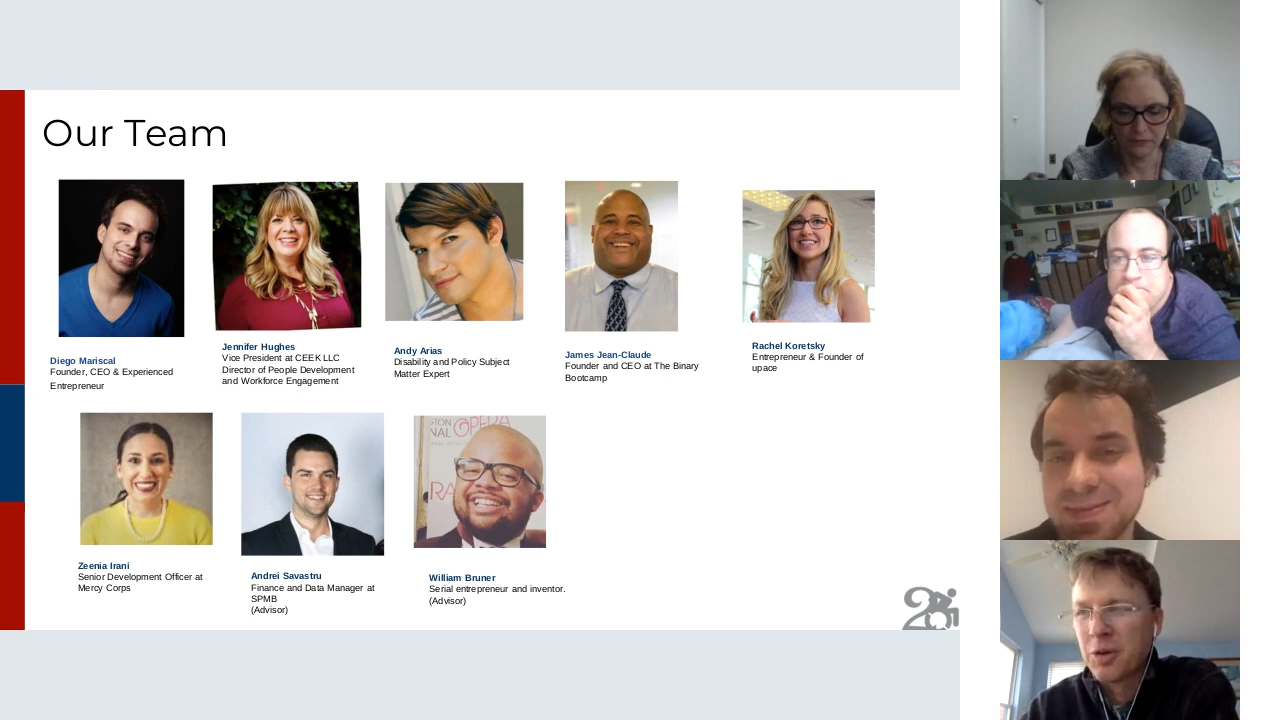 Our Team
Diego Mariscal
Founder, CEO & Experienced
Entrepreneur
Jennifer Hughes
Vice President at CEEK LLC
Director of People Development
and Workforce Engagement
Andy Arias
Disability and Policy Subject
Matter Expert
James Jean-Claude
Founder and CEO at The Binary
Bootcamp
Rachel Koretsky
Entrepreneur & Founder of
upace
OPERA
Zeenia Irani
Senior Development Officer at
Mercy Corps
Andrei Savastru
Finance and Data Manager at
SPMB
(Advisor)
William Bruner
Serial entrepreneur and inventor.
(Advisor)